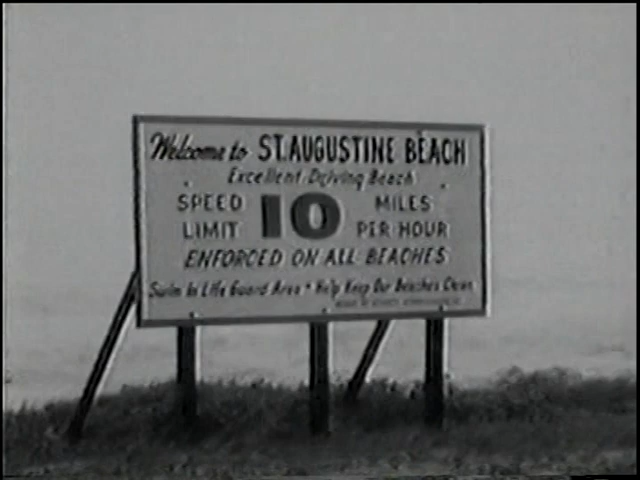 Welcome to ST. AUGUSTINE BEACH
Excellent Driving Beach
SPEED LIMIT 10 MILES PER HOUR
ENFORCED ON ALL BEACHES
Swim In Life Guard Area * Help Keep Our Beaches Clean